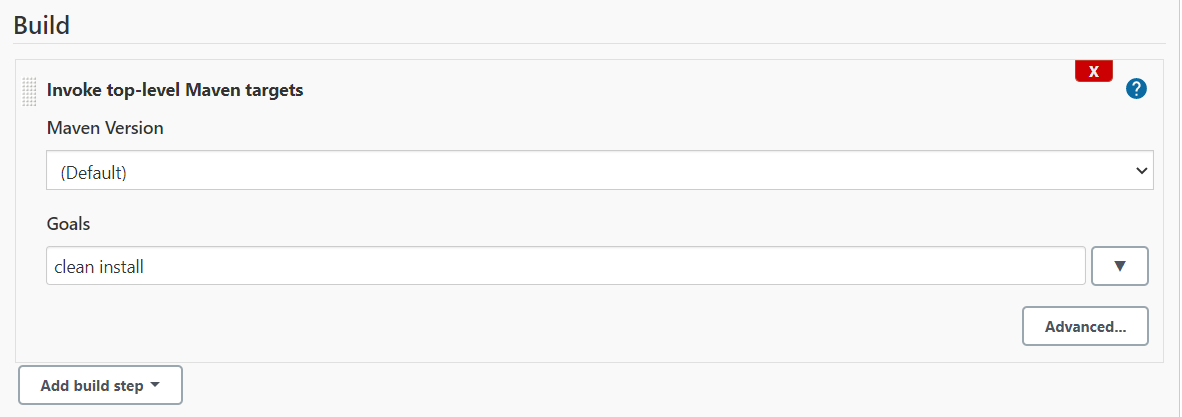 Build
X
Invoke top-level Maven targets
?
Maven Version
(Default)
Goals
clean install
Advanced...
Add build step